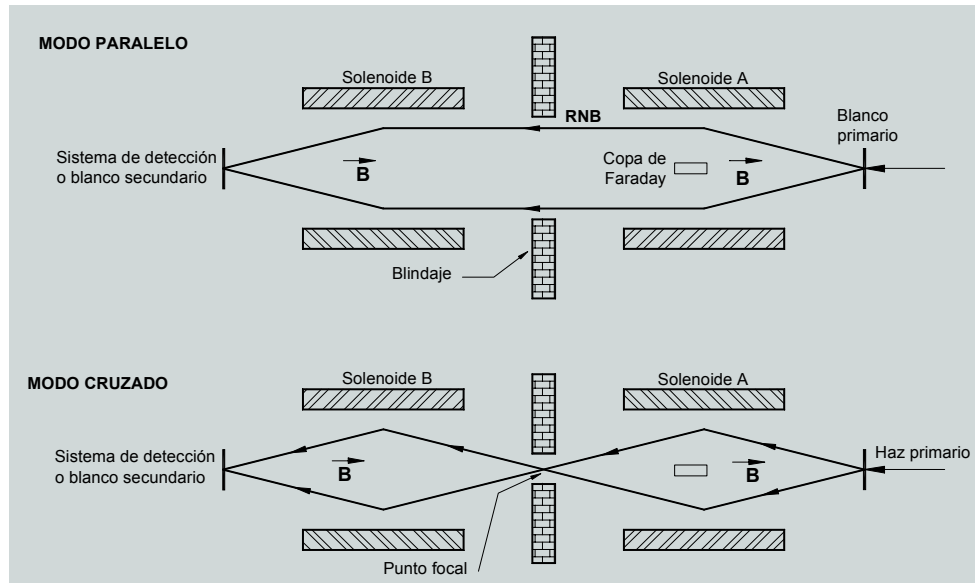 MODO PARALELO
Solenoide B
Solenoide A
RNB
Blanco
primario
Sistema de detección
o blanco secundario
B
Copa de
Faraday
B
Blindaje
MODO CRUZADO
Solenoide B
Solenoide A
Sistema de detección
o blanco secundario
B
B
Haz primario
Punto focal